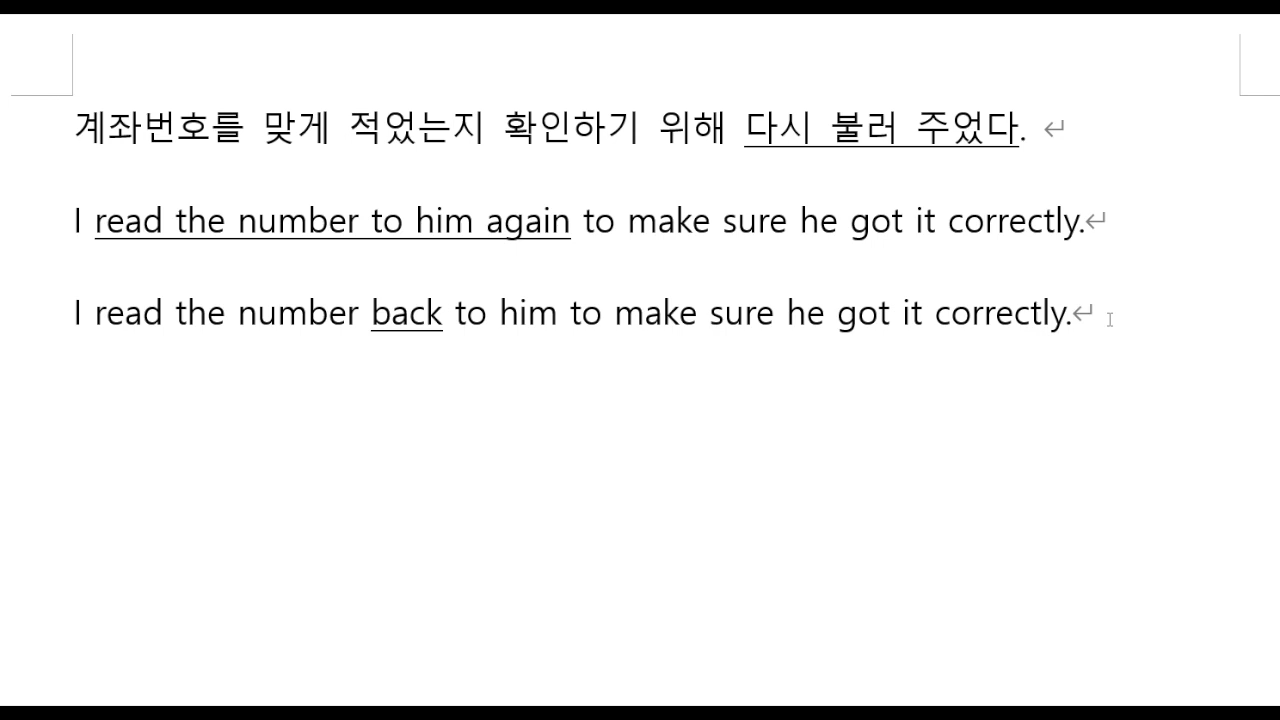 계좌번호를 맞게 적었는지 확인하기 위해 다시 불러 주었다.
I read the number to him again to make sure he got it correctly.
I read the number back to him to make sure he got it correctly.